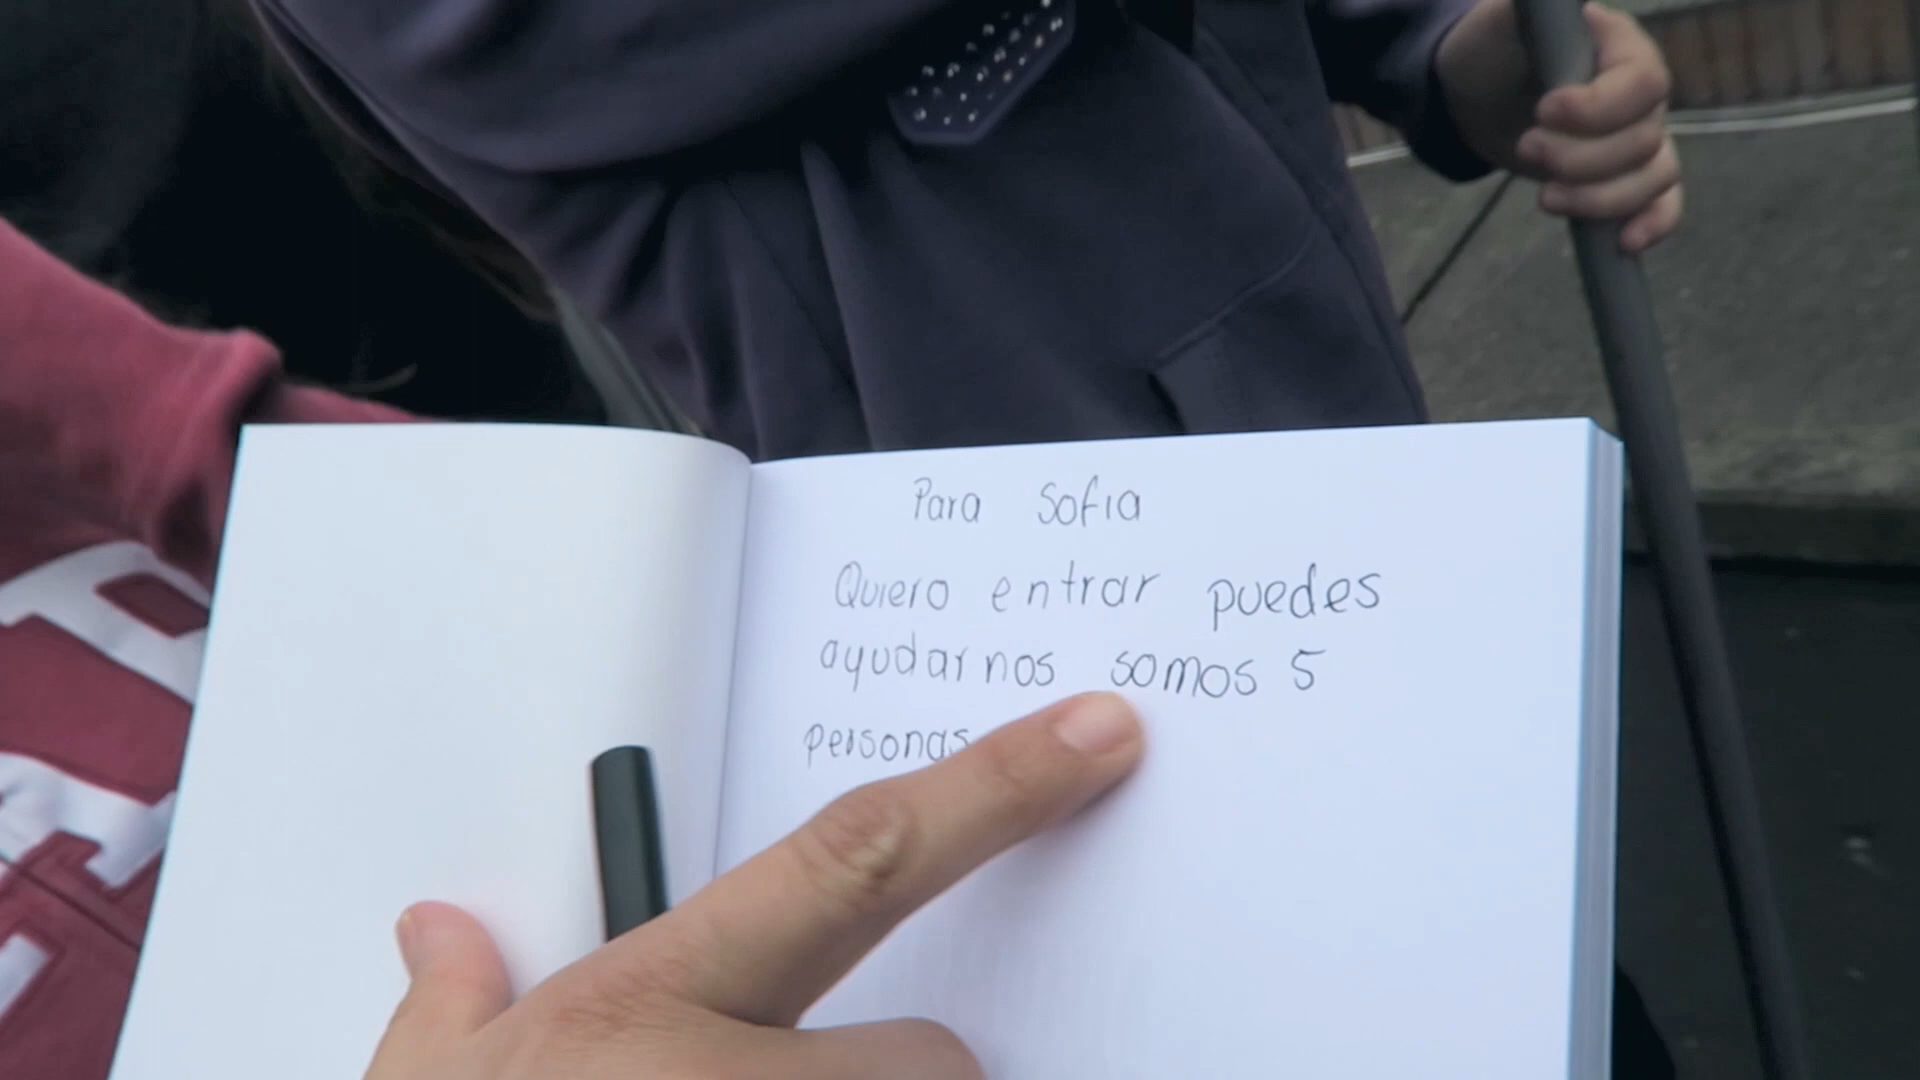 Para Sofia
Quiero entrar puedes
ayudarnos somos 5
personas